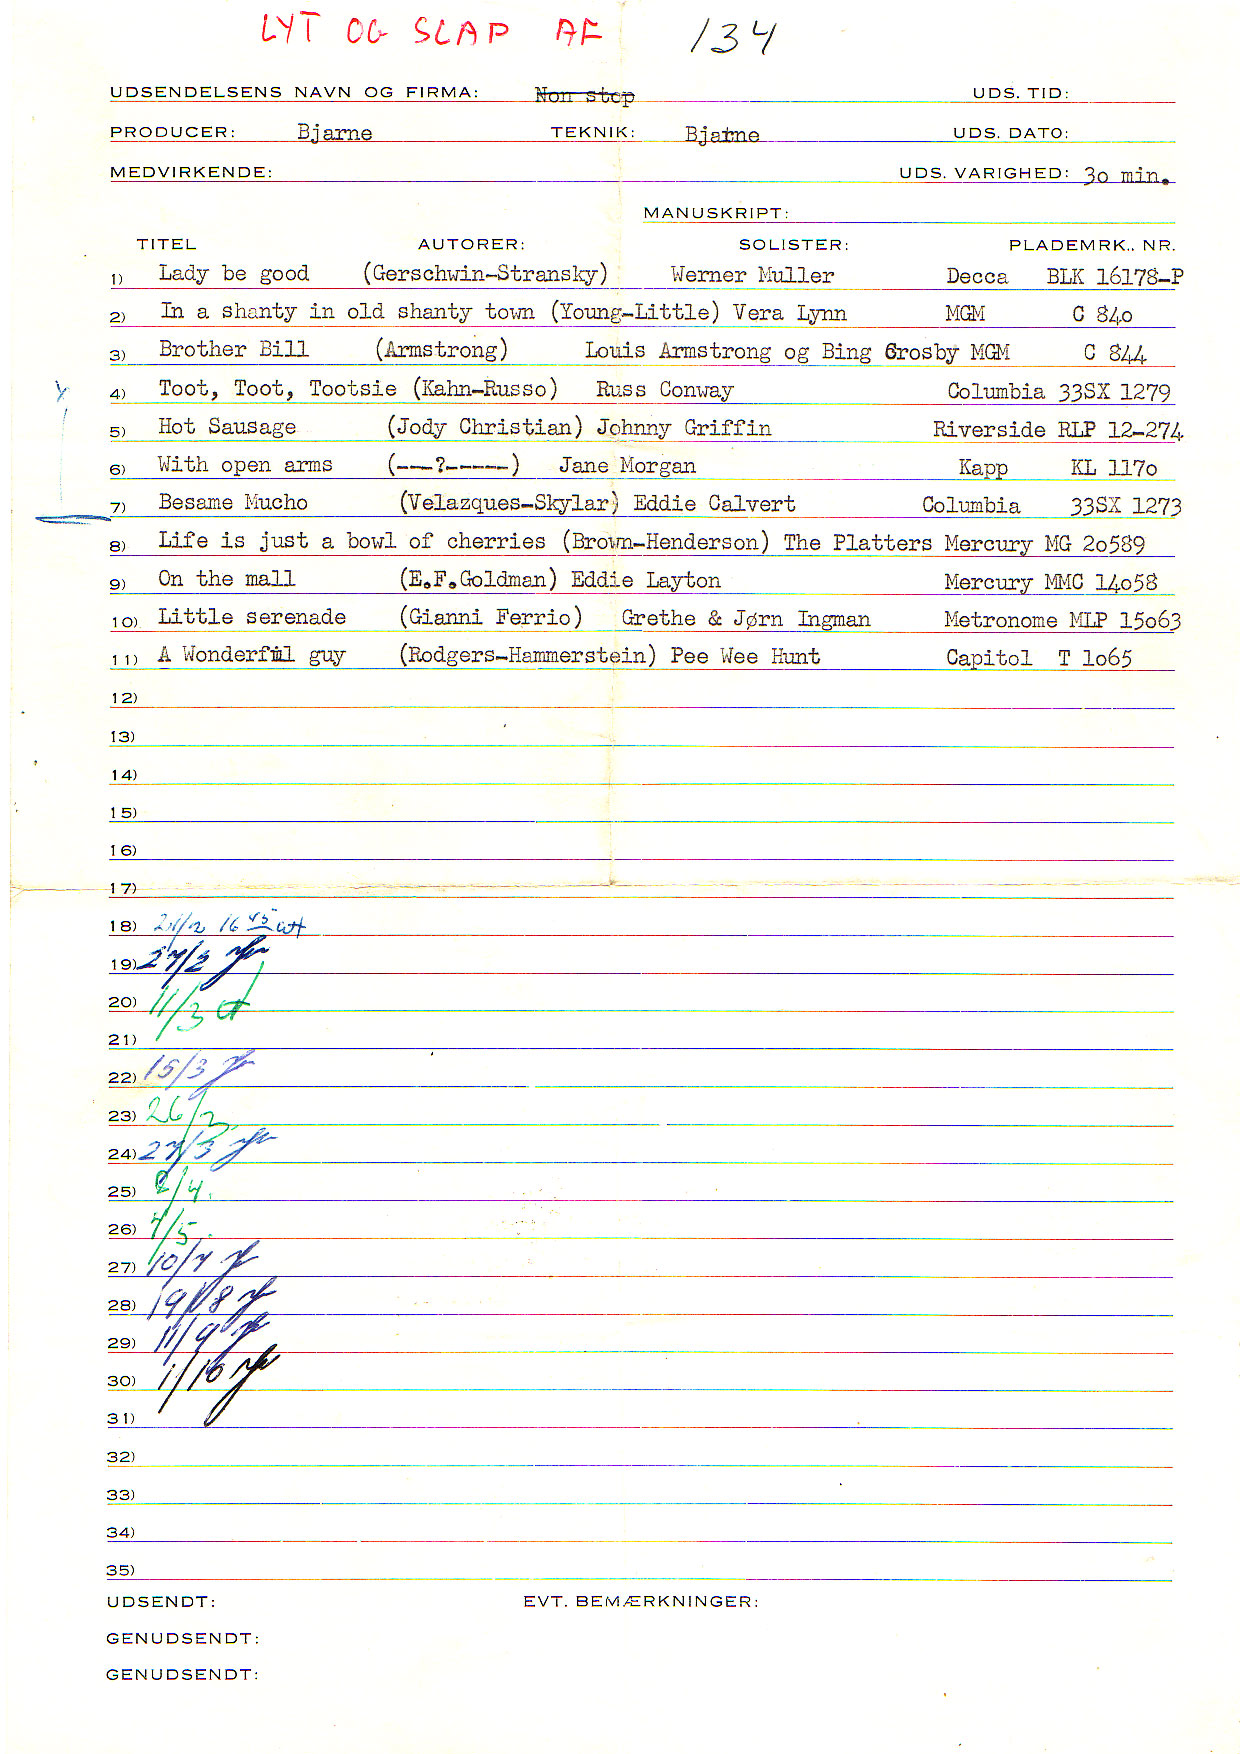 LYT OG SLAP AF 134
UDSENDELSENS NAVN OG FIRMA: Non stop UDS. TID:
PRODUCER: Bjarne TEKNIK: Bjarne UDS. DATO:
MEDVIRKENDE: UDS. VARIGHED: 3o min.
MANUSKRIPT:
TITEL AUTORER: SOLISTER: PLADEMRK.. NR.
1) Lady be good (Gerschwin-Stransky) Werner Muller Decca BLK 16178-P
2) In a shanty in old shanty town (Young-Little) Vera Lynn MGM C 84o
3) Brother Bill (Armstrong) Louis Armstrong og Bing Crosby MGM C 844
4) Toot, Toot, Tootsie (Kahn-Russo) Russ Conway Columbia 33SX 1279
5) Hot Sausage (Jody Christian) Johnny Griffin Riverside RLP 12-274
6) With open arms (---?-----) Jane Morgan Kapp KL 117o
7) Besame Mucho (Velazques-Skylar) Eddie Calvert Columbia 33SX 1273
8) Life is just a bowl of cherries (Brown-Henderson) The Platters Mercury MG 2o589
9) On the mall (E.F.Goldman) Eddie Layton Mercury MMC 14o58
10) Little serenade (Gianni Ferrio) Grethe & Jørn Ingman Metronome MLP 15o63
11) A Wonderful guy (Rodgers-Hammerstein) Pee Wee Hunt Capitol T 1o65
12)
13)
14)
15)
16)
17)
18) 16 45
19) 27/2
20) 11/3
21)
22) 15/3
23) 26/2
24) 27/3
25) 2/4.
26) 4/5.
27) 10/7
28) 19/8
29) 11/9
30) 1/10
31)
32)
33)
34)
35)
UDSENDT: EVT. BEMÆRKNINGER:
GENUDSENDT:
GENUDSENDT: